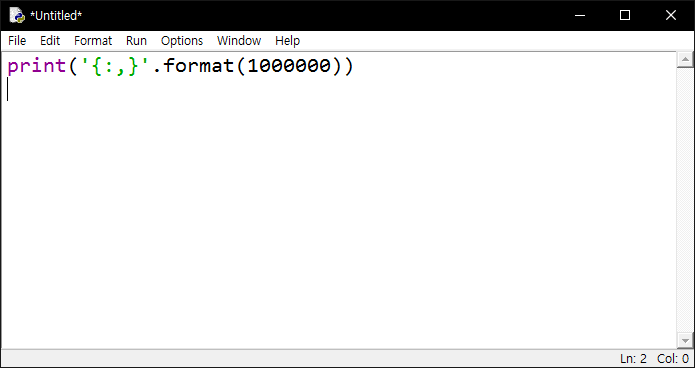 *Untitled*
File Edit Format Run Options Window Help
print('{:,}'.format(1000000))
Ln: 2 Col: 0